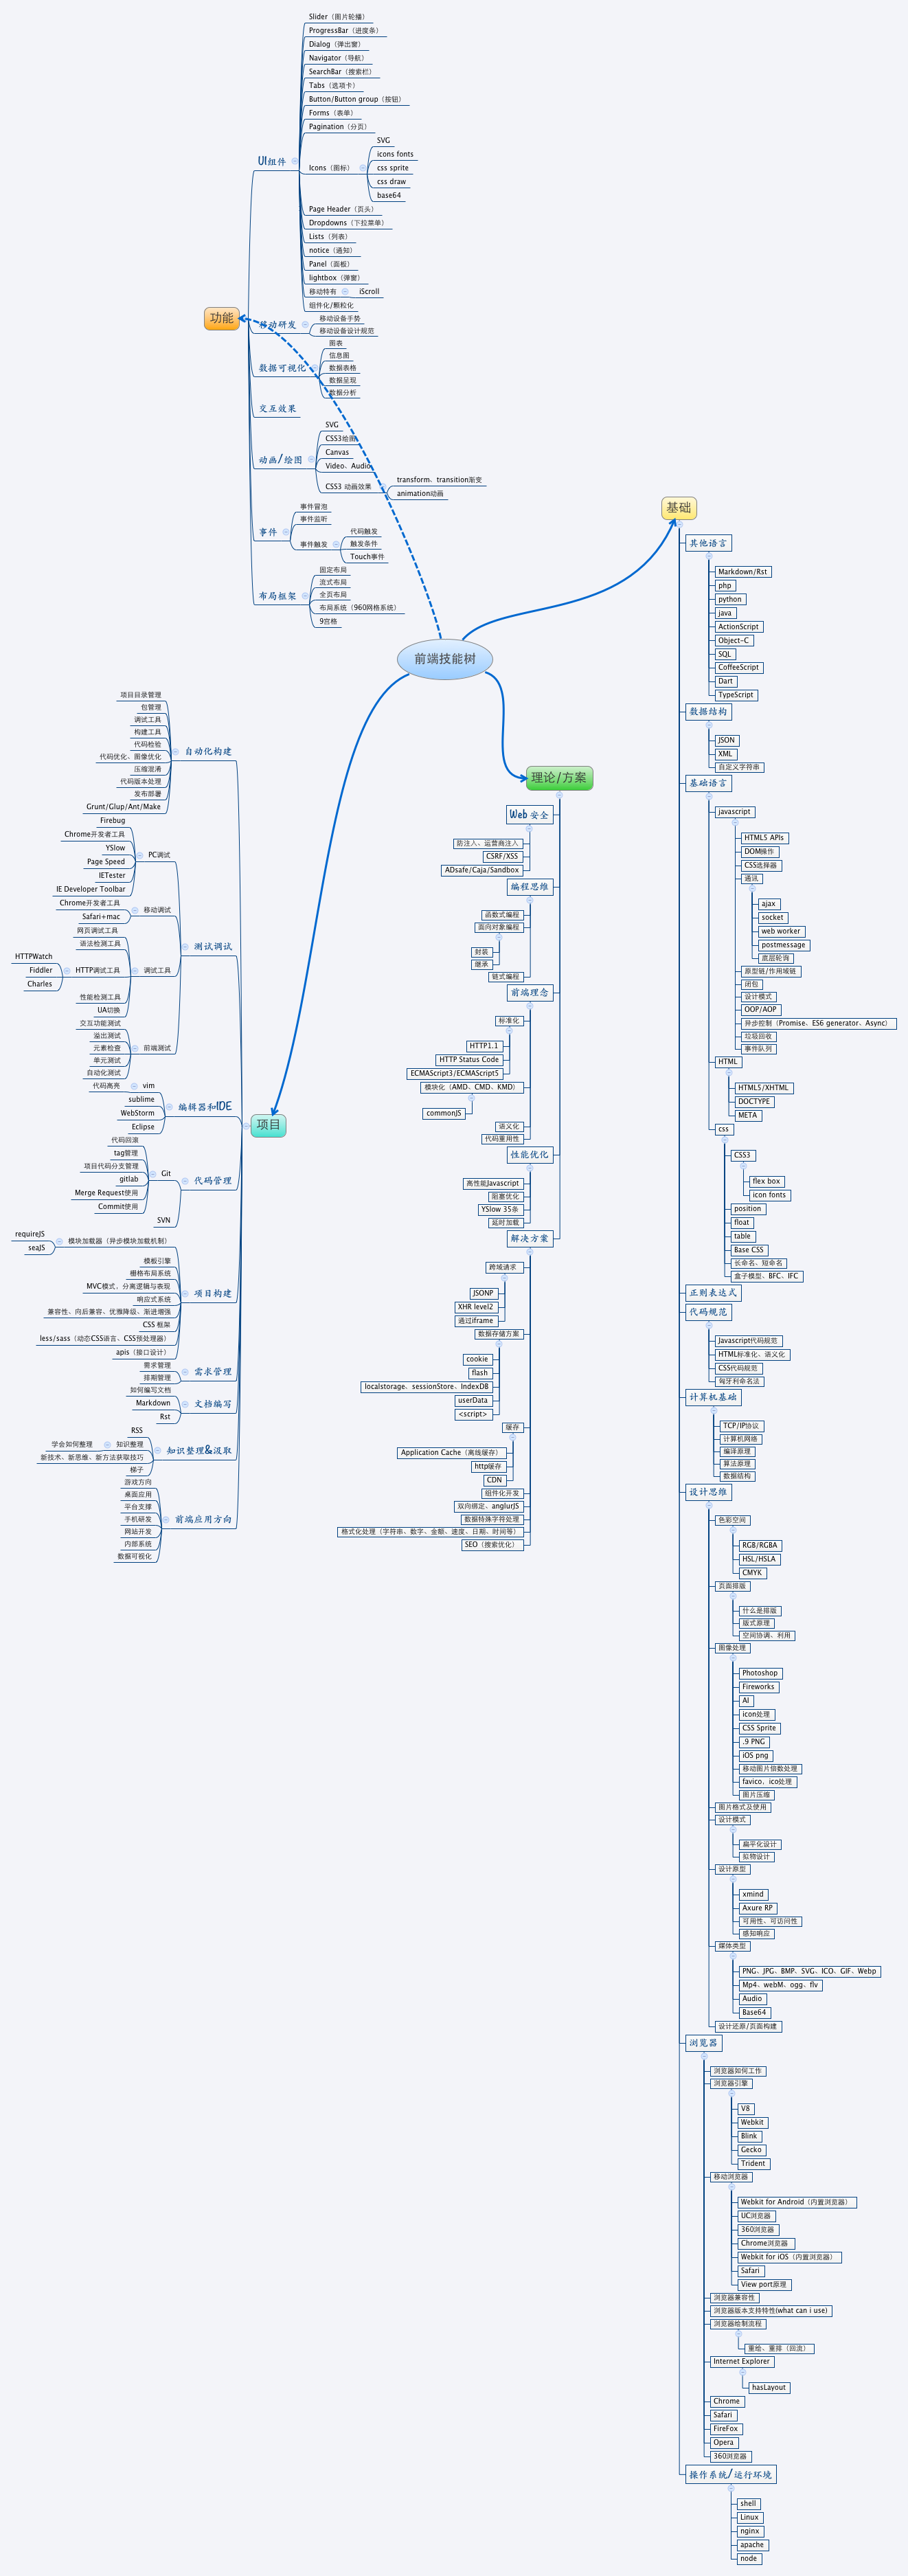 前端技能树
功能
UI组件
Slider（图片轮播）
ProgressBar（进度条）
Dialog（弹出窗）
Navigator（导航）
SearchBar（搜索栏）
Tabs（选项卡）
Button/Button group（按钮）
Forms（表单）
Pagination（分页）
Icons（图标）
SVG
icons fonts
css sprite
css draw
base64
Page Header（页头）
Dropdowns（下拉菜单）
Lists（列表）
notice（通知）
Panel（面板）
lightbox（弹窗）
移动特有
iScroll
组件化/颗粒化
移动研发
移动设备手势
移动设备设计规范
数据可视化
图表
信息图
数据表格
数据呈现
数据分析
交互效果
动画/绘图
SVG
CSS3绘图
Canvas
Video、Audio
CSS3 动画效果
transform、transition渐变
animation动画
事件
事件冒泡
事件监听
事件触发
代码触发
触发条件
Touch事件
布局框架
固定布局
流式布局
全页布局
布局系统（960网格系统）
9宫格
基础
其他语言
Markdown/Rst
php
python
java
ActionScript
Object-C
SQL
CoffeeScript
Dart
TypeScript
数据结构
JSON
XML
自定义字符串
基础语言
javascript
HTML5 APIs
DOM操作
CSS选择器
通讯
ajax
socket
web worker
postmessage
底层轮询
原型链/作用域链
闭包
设计模式
OOP/AOP
异步控制（Promise、ES6 generator、Async）
垃圾回收
事件队列
HTML
HTML5/XHTML
DOCTYPE
META
css
CSS3
flex box
icon fonts
position
float
table
Base CSS
长命名、短命名
盒子模型、BFC、IFC
正则表达式
代码规范
Javascript代码规范
HTML标准化、语义化
CSS代码规范
匈牙利命名法
计算机基础
TCP/IP协议
计算机网络
编译原理
算法原理
数据结构
设计思维
色彩空间
RGB/RGBA
HSL/HSLA
CMYK
页面排版
什么是排版
版式原理
空间协调、利用
图像处理
Photoshop
Fireworks
AI
icon处理
CSS Sprite
.9 PNG
iOS png
移动图片倍数处理
favico，ico处理
图片压缩
图片格式及使用
设计模式
扁平化设计
拟物设计
设计原型
xmind
Axure RP
可用性、可访问性
感知响应
媒体类型
PNG、JPG、BMP、SVG、ICO、GIF、Webp
Mp4、webM、ogg、flv
Audio
Base64
设计还原/页面构建
浏览器
浏览器如何工作
浏览器引擎
V8
Webkit
Blink
Gecko
Trident
移动浏览器
Webkit for Android（内置浏览器）
UC浏览器
360浏览器
Chrome浏览器
Webkit for iOS（内置浏览器）
Safari
View port原理
浏览器兼容性
浏览器版本支持特性(what can i use)
浏览器绘制流程
重绘、重排（回流）
Internet Explorer
hasLayout
Chrome
Safari
FireFox
Opera
360浏览器
操作系统/运行环境
shell
Linux
nginx
apache
node
理论/方案
Web 安全
防注入、运营商注入
CSRF/XSS
ADsafe/Caja/Sandbox
编程思维
函数式编程
面向对象编程
封装
继承
链式编程
前端理念
标准化
HTTP1.1
HTTP Status Code
ECMAScript3/ECMAScript5
模块化（AMD、CMD、KMD）
commonJS
语义化
代码重用性
性能优化
高性能Javascript
阻塞优化
YSlow 35条
延时加载
解决方案
跨域请求
JSONP
XHR level2
通过iframe
数据存储方案
cookie
flash
localstorage、sessionStore、IndexDB
userData
<script>
缓存
Application Cache（离线缓存）
http缓存
CDN
组件化开发
双向绑定、anglurJS
数据特殊字符处理
格式化处理（字符串、数字、金额、速度、日期、时间等）
SEO（搜索优化）
项目
自动化构建
项目目录管理
包管理
调试工具
构建工具
代码检验
代码优化、图像优化
压缩混淆
代码版本处理
发布部署
Grunt/Glup/Ant/Make
测试调试
PC调试
Firebug
Chrome开发者工具
YSlow
Page Speed
IETester
IE Developer Toolbar
移动调试
Chrome开发者工具
Safari+mac
调试工具
网页调试工具
语法检测工具
HTTP调试工具
HTTPWatch
Fiddler
Charles
性能检测工具
UA切换
前端测试
交互功能测试
溢出测试
元素检查
单元测试
自动化测试
编辑器和IDE
vim
代码高亮
sublime
WebStorm
Eclipse
代码管理
Git
代码回滚
tag管理
项目代码分支管理
gitlab
Merge Request使用
Commit使用
SVN
项目构建
模块加载器（异步模块加载机制）
requireJS
seaJS
模板引擎
栅格布局系统
MVC模式，分离逻辑与表现
响应式系统
兼容性、向后兼容、优雅降级、渐进增强
CSS 框架
less/sass（动态CSS语言、CSS预处理器）
apis（接口设计）
需求管理
需求管理
排期管理
文档编写
如何编写文档
Markdown
Rst
知识整理&汲取
RSS
知识整理
学会如何整理
新技术、新思维、新方法获取技巧
梯子
前端应用方向
游戏方向
桌面应用
平台支撑
手机研发
网站开发
内部系统
数据可视化